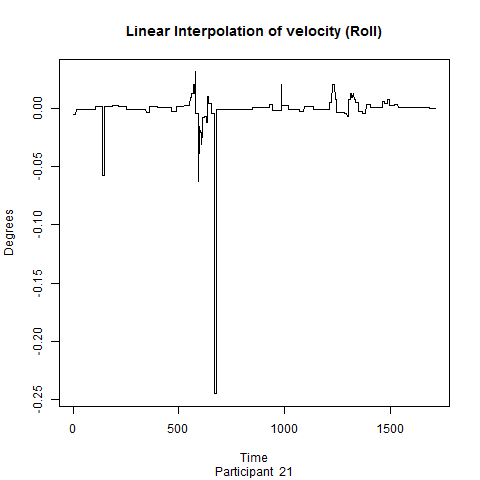 Linear Interpolation of velocity (Roll)
0.00
-0.05
-0.10
-0.15
-0.20
-0.25
Degrees
0 500 1000 1500
Time
Participant 21